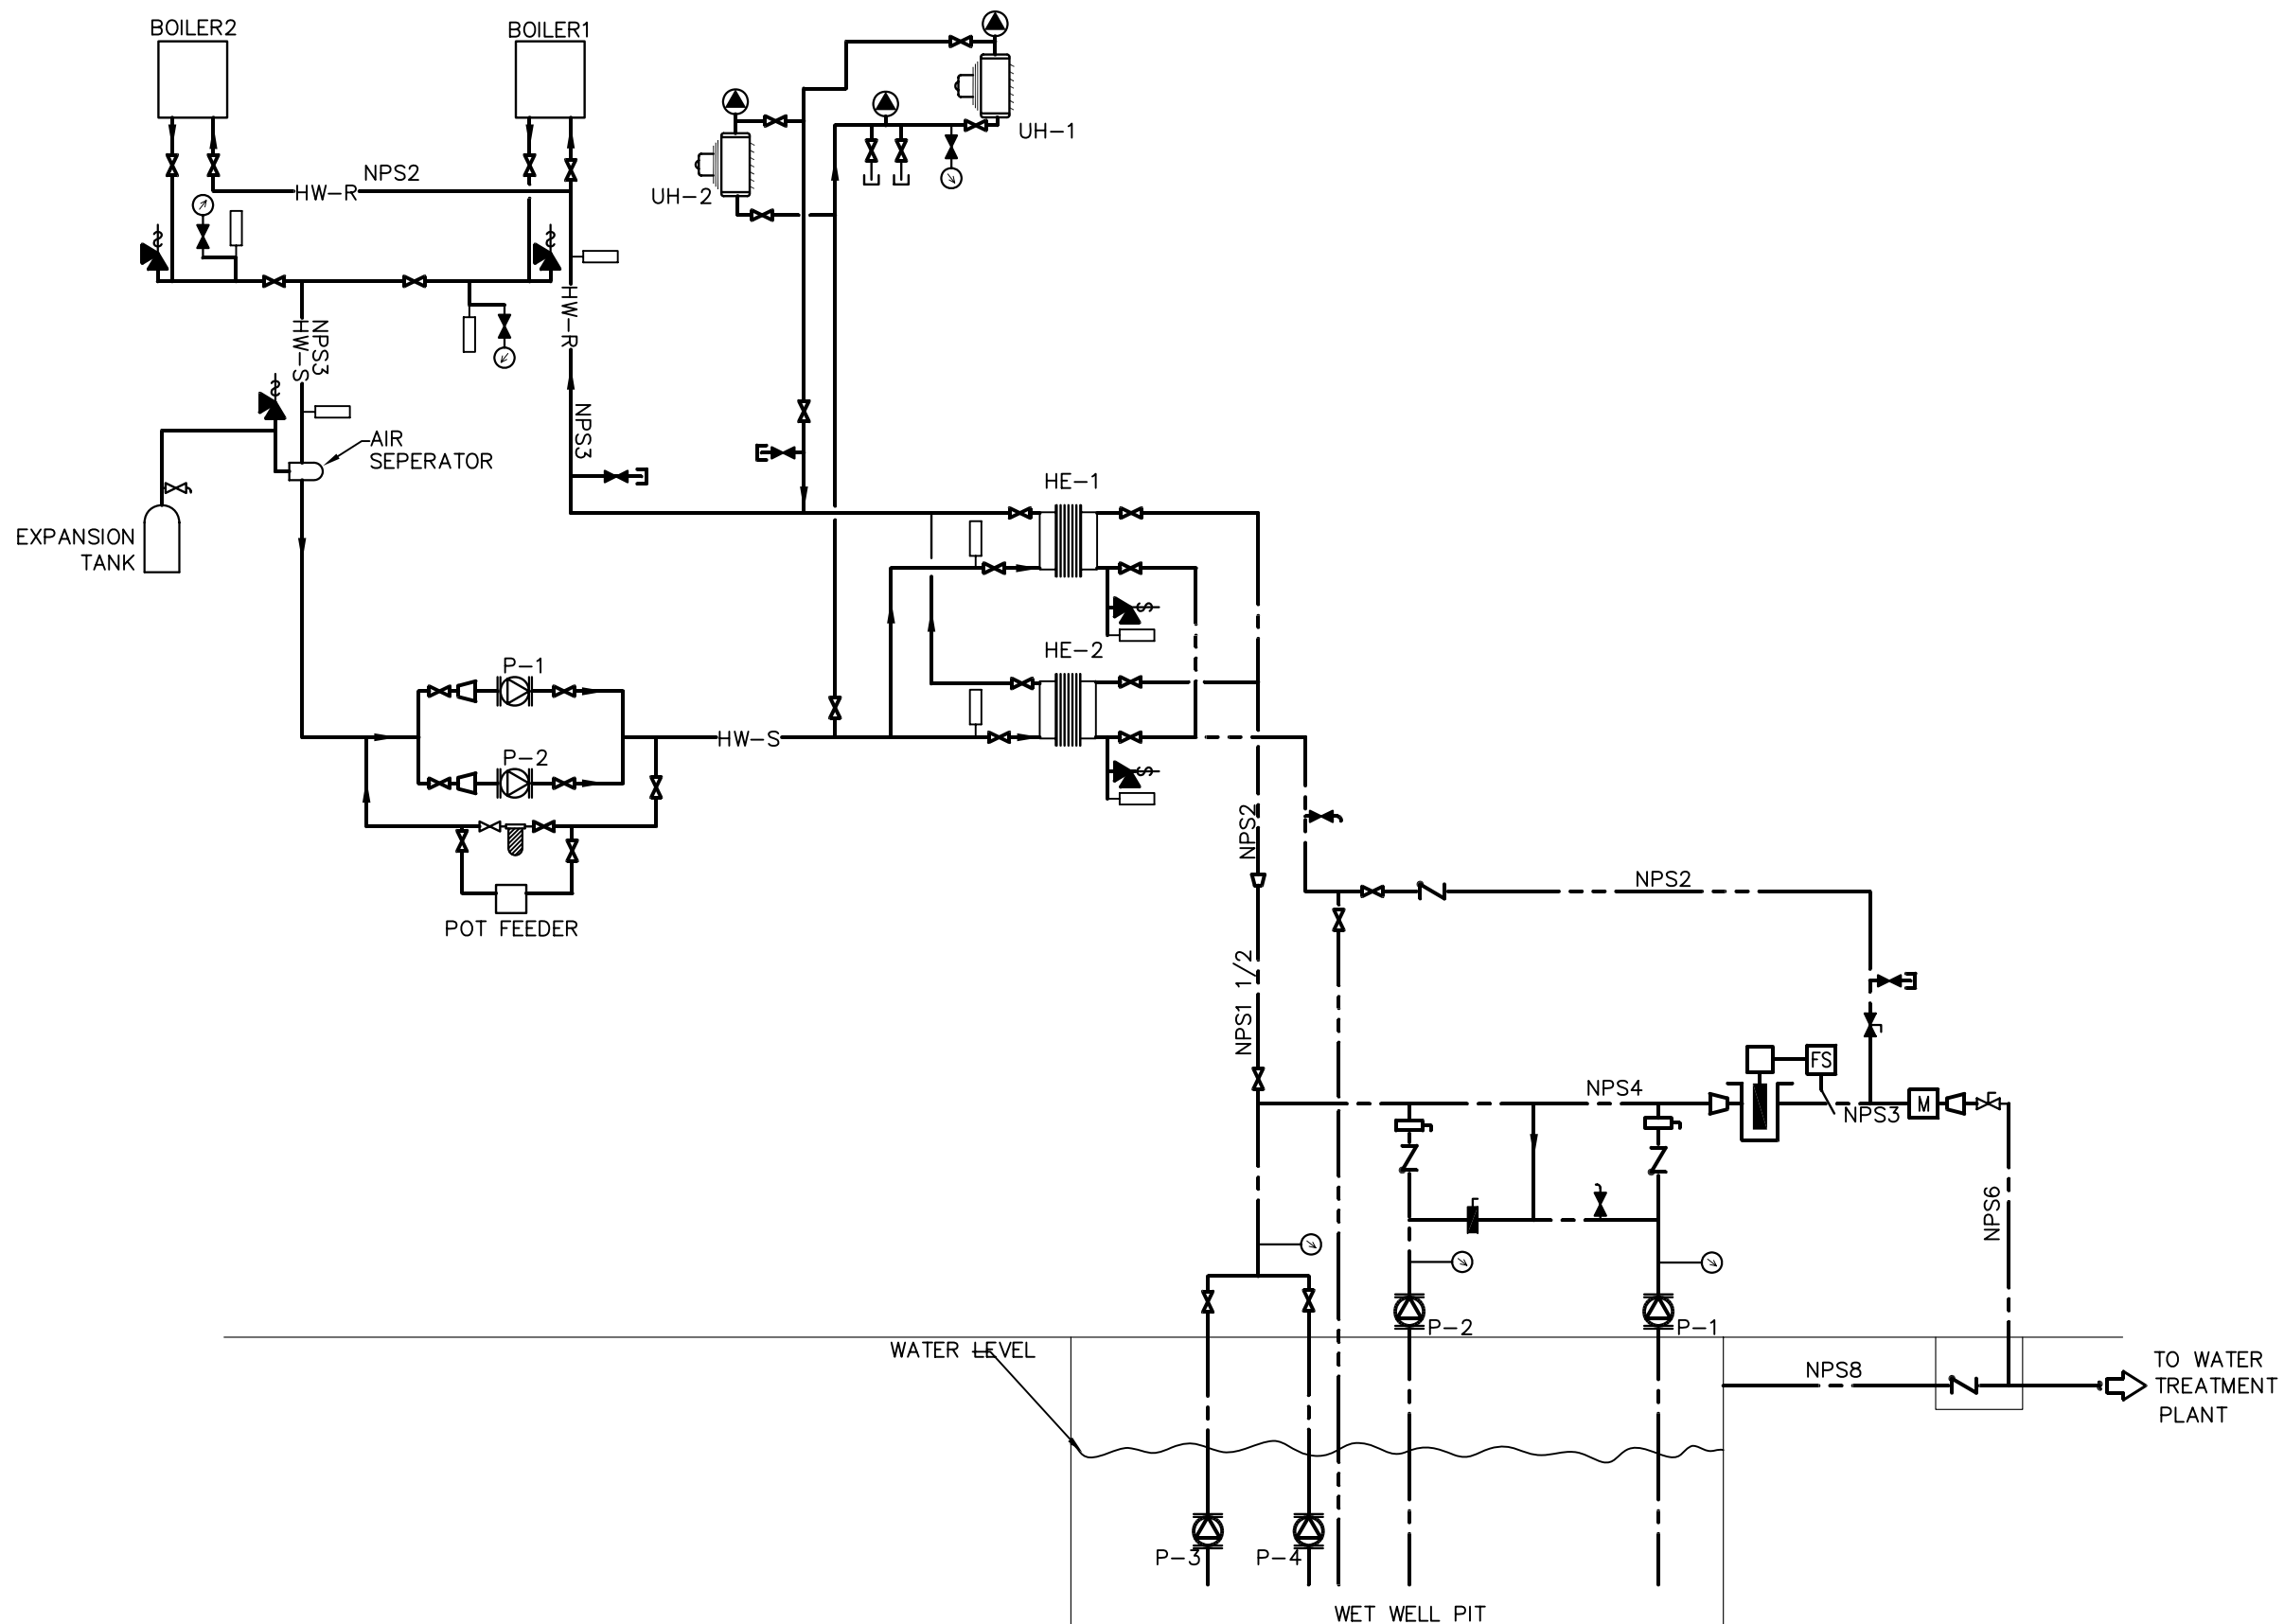 BOILER2
BOILER1
UH-1
NPS2
HW-R
UH-2
HW-R
NPS3
HW-S
NPS3
AIR
SEPERATOR
HE-1
EXPANSION
TANK
HE-2
P-1
HW-S
P-2
NPS2
NPS2
POT FEEDER
NPS1 1/2
FS
NPS4
M
NPS3
NPS6
P-2
P-1
WATER LEVEL
TO WATER
TREATMENT
PLANT
NPS8
P-3
P-4
WET WELL PIT